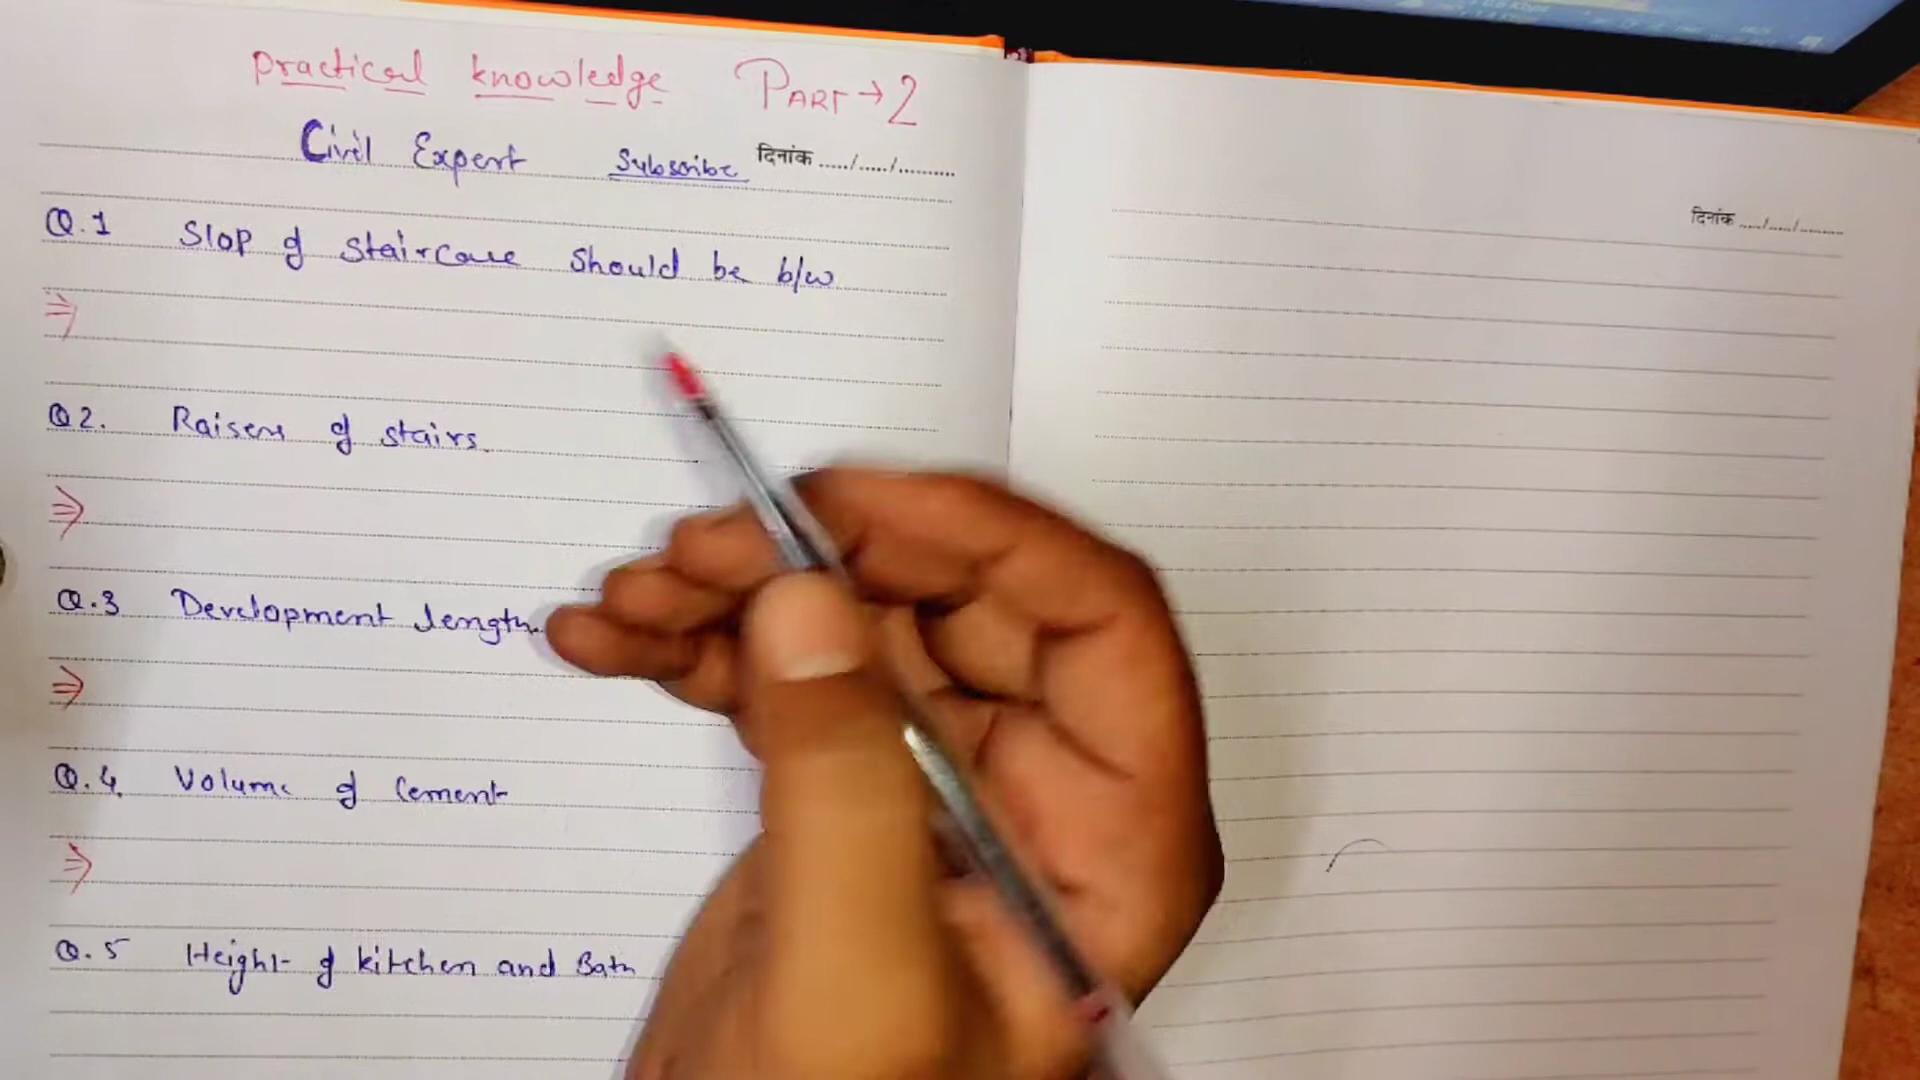 Practical knowledge PART → 2
Civil Expert Subscribe दिनांक ...../...../..........
Q.1 Slop of Staircase Should be b/w
⇒
Q2. Raisers of stairs.
⇒
Q.3 Development length.
⇒
Q.4. Volume of Cement
⇒
Q.5 Height of kitchen and Bath
दिनांक ...../...../..........